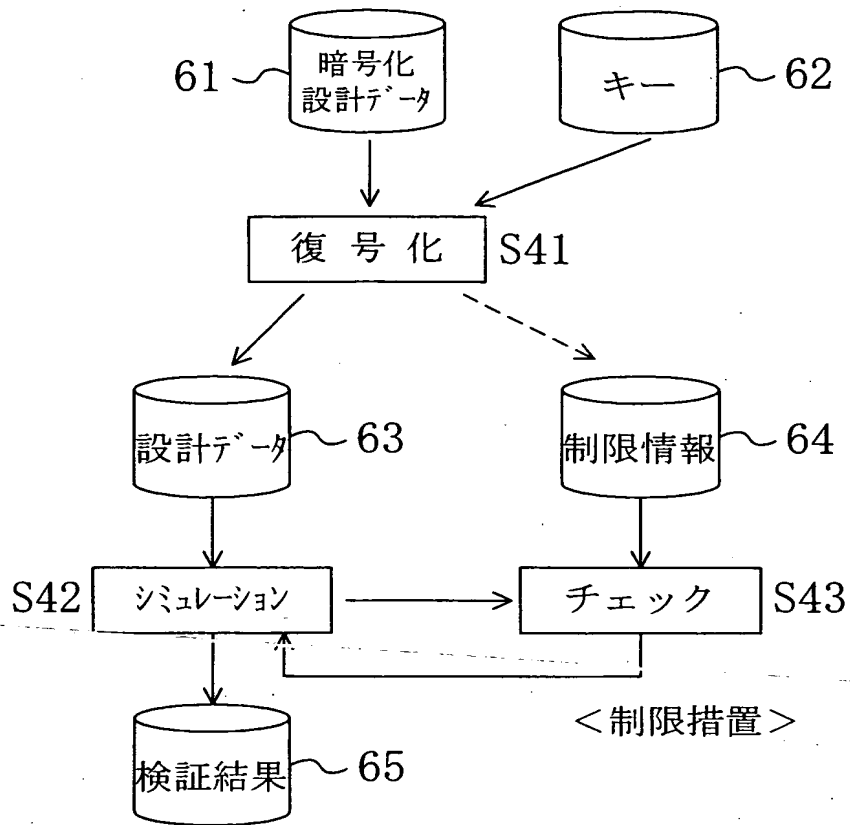 61
暗号化
設計データ
キー
62
復号化
S41
設計データ
63
制限情報
64
S42
シミュレーション
チェック
S43
＜制限措置＞
検証結果
65